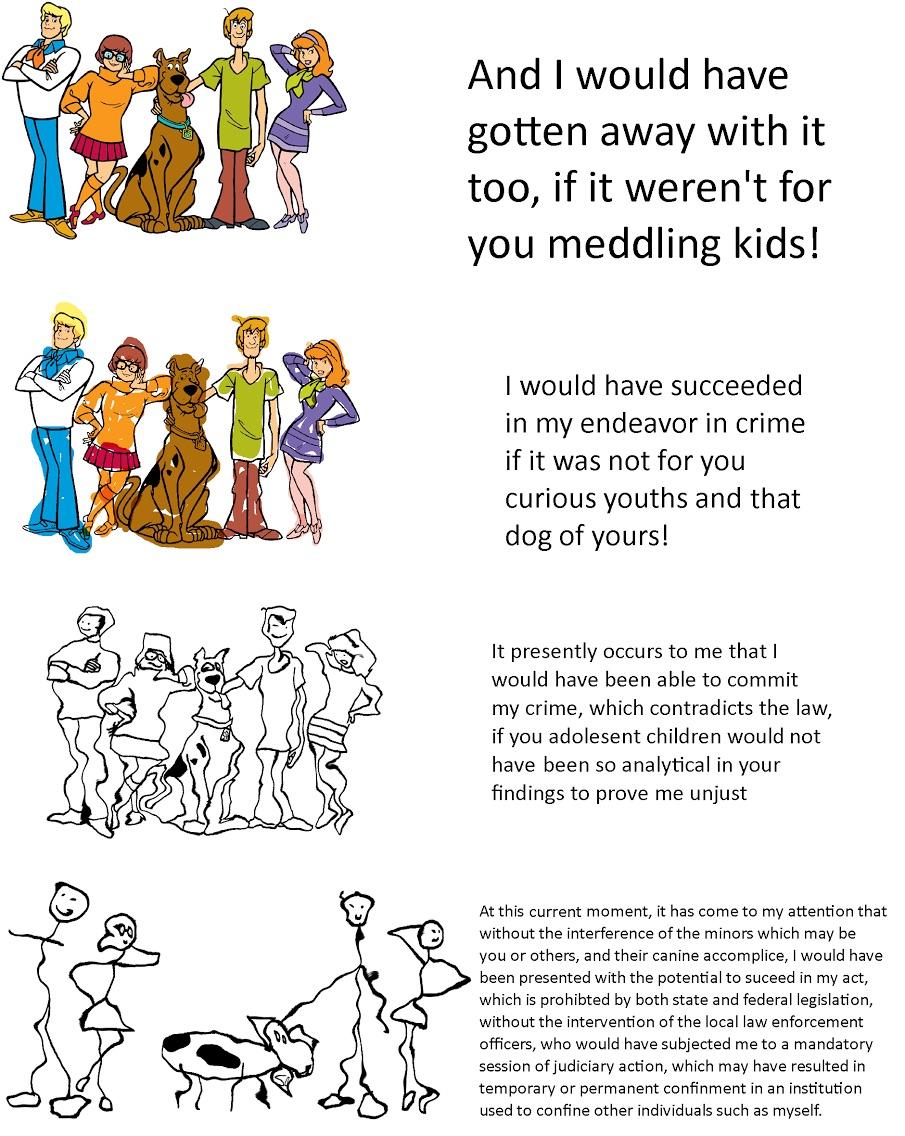 And I would have
gotten away with it
too, if it weren't for
you meddling kids!
I would have succeeded
in my endeavor in crime
if it was not for you
curious youths and that
dog of yours!
It presently occurs to me that I
would have been able to commit
my crime, which contradicts the law,
if you adolesent children would not
have been so analytical in your
findings to prove me unjust
At this current moment, it has come to my attention that
without the interference of the minors which may be
you or others, and their canine accomplice, I would have
been presented with the potential to suceed in my act,
which is prohibted by both state and federal legislation,
without the intervention of the local law enforcement
officers, who would have subjected me to a mandatory
session of judiciary action, which may have resulted in
temporary or permanent confinment in an institution
used to confine other individuals such as myself.